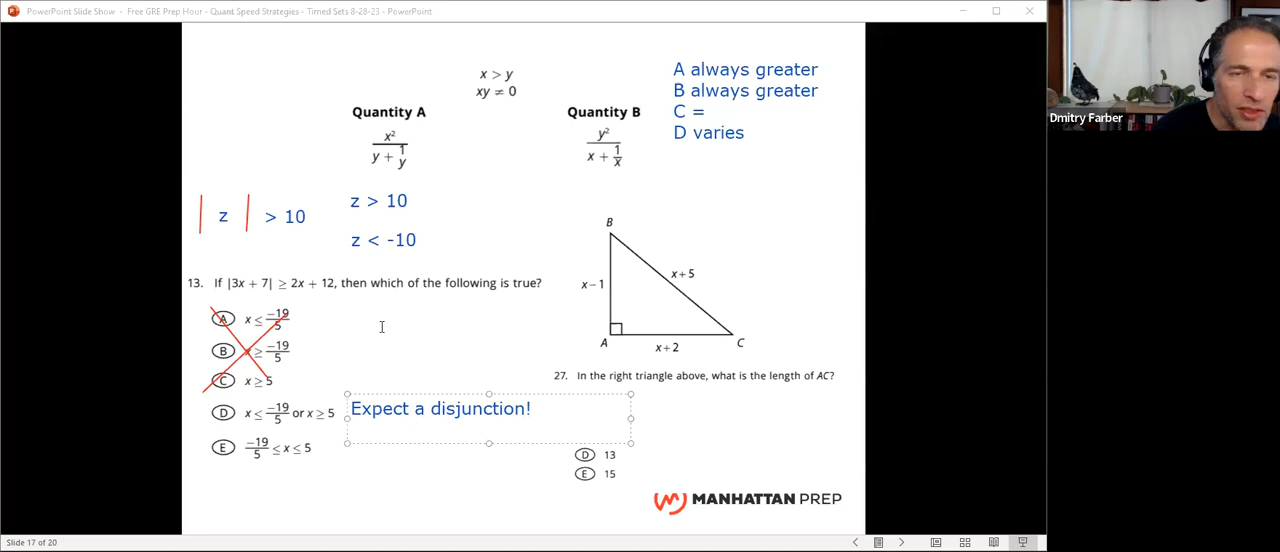 PowerPoint Slide Show - Free GRE Prep Hour - Quant Speed Strategies - Timed Sets 8-28-23 - PowerPoint
x > y
xy ≠ 0
Quantity A
x²
y + 1
y
Quantity B
y²
x + 1
x
A always greater
B always greater
C =
D varies
Dmitry Farber
| z | > 10
z > 10
z < -10
13. If |3x + 7| ≥ 2x + 12, then which of the following is true?
A x ≤ -19
5
B x ≥ -19
5
C x ≥ 5
D x ≤ -19/5 or x ≥ 5
E -19/5 ≤ x ≤ 5
Expect a disjunction!
B
x – 1
x + 5
A
x + 2
C
27. In the right triangle above, what is the length of AC?
D 13
E 15
MANHATTAN PREP
Slide 17 of 20